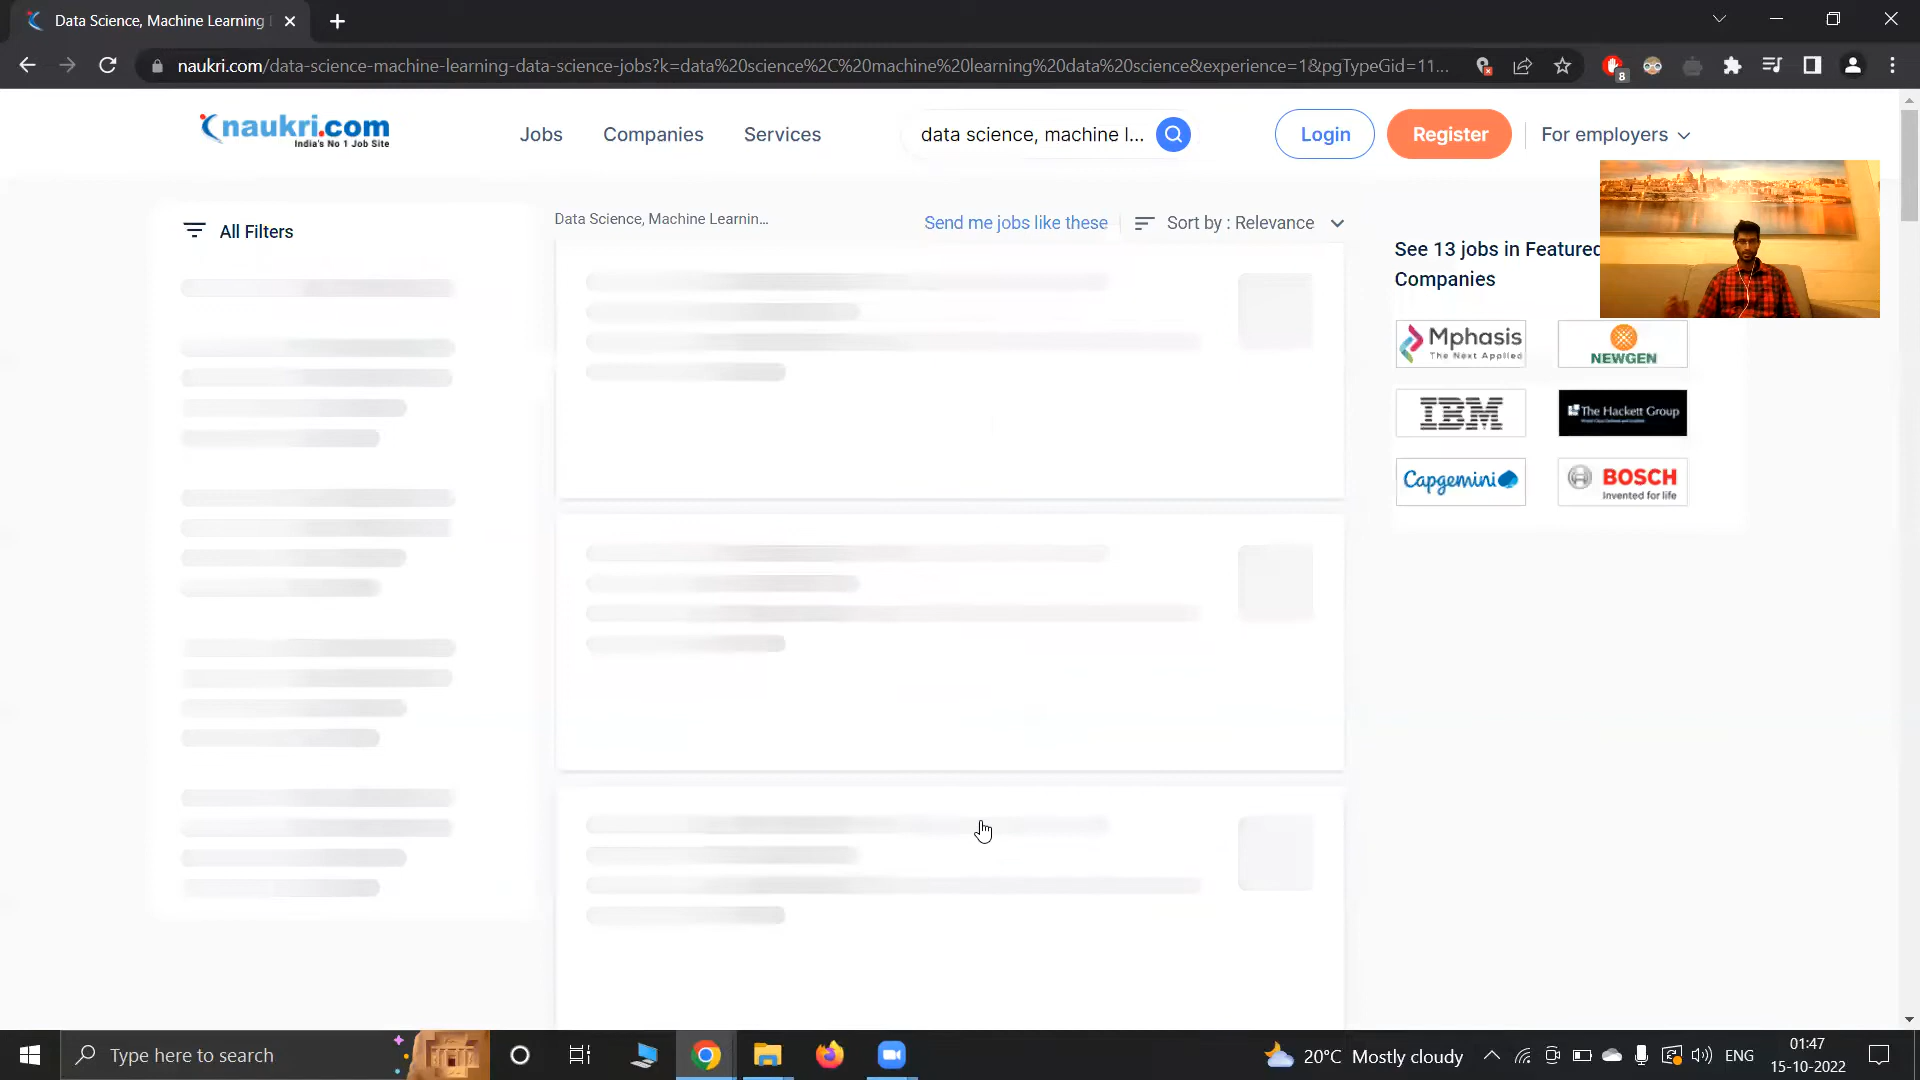 Data Science, Machine Learning
naukri.com/data-science-machine-learning-data-science-jobs?k=data%20science%2C%20machine%20learning%20data%20science&experience=1&pgTypeGid=11...
8
naukri.com
India's No 1 Job Site
Jobs
Companies
Services
data science, machine l...
Login
Register
For employers
All Filters
Data Science, Machine Learnin...
Send me jobs like these
Sort by : Relevance
See 13 jobs in Featured
Companies
Mphasis
The Next Applied
NEWGEN
IBM
The Hackett Group
Capgemini
BOSCH
Invented for life
Type here to search
20°C Mostly cloudy
ENG
01:47
15-10-2022